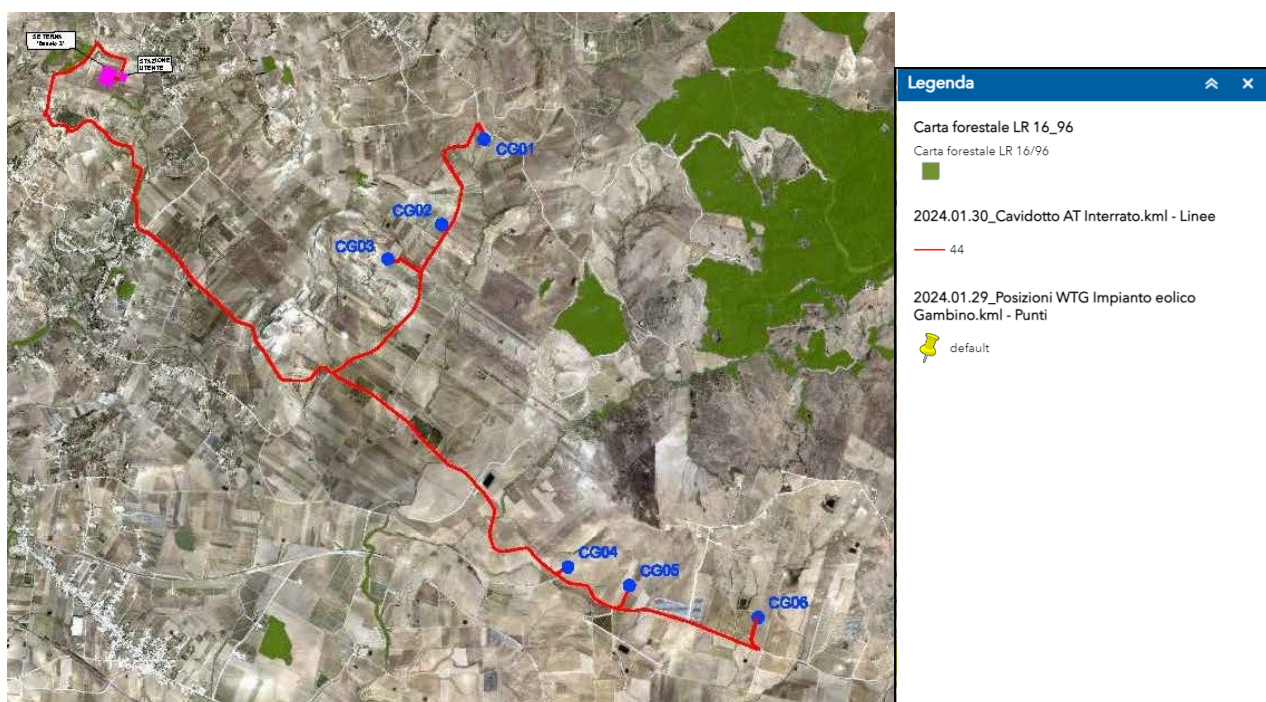 SE TERNA
STAZIONE
UTENTE
CG01
CG02
CG03
CG04
CG05
CG06
Legenda
Carta forestale LR 16_96
Carta forestale LR 16/96
2024.01.30_Cavidotto AT Interrato.kml - Linee
44
2024.01.29_Posizioni WTG Impianto eolico
Gambino.kml - Punti
default